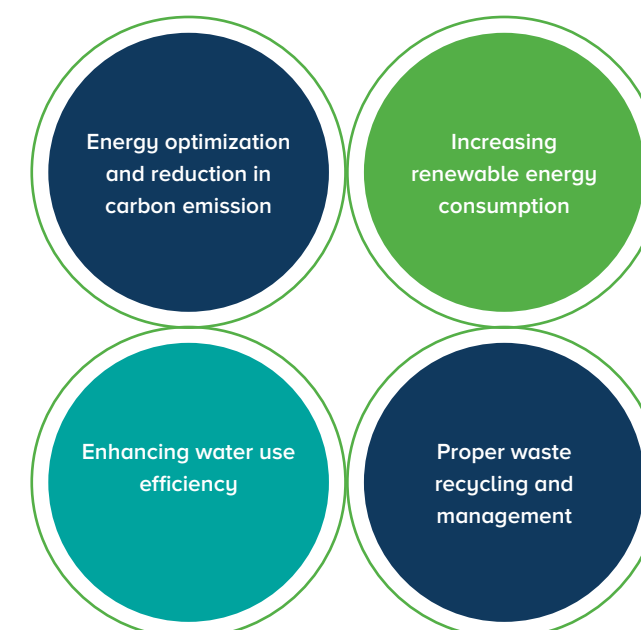 Energy optimization
and reduction in
carbon emission
Increasing
renewable energy
consumption
Enhancing water use
efficiency
Proper waste
recycling and
management